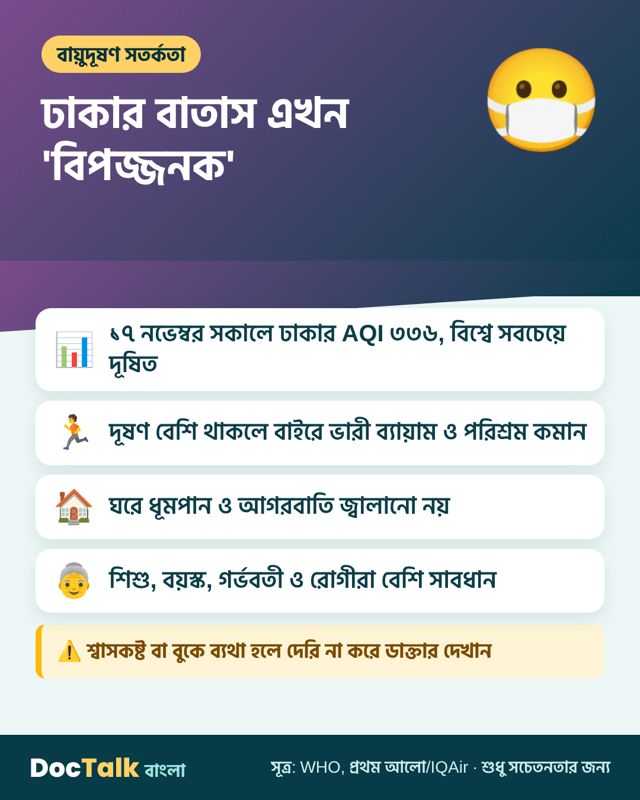 বায়ুদূষণ সতর্কতা
ঢাকার বাতাস এখন
'বিপজ্জনক'
১৭ নভেম্বর সকালে ঢাকার AQI ৩৩৬, বিশ্বে সবচেয়ে
দূষিত
দূষণ বেশি থাকলে বাইরে ভারী ব্যায়াম ও পরিশ্রম কমান
ঘরে ধূমপান ও আগরবাতি জ্বালানো নয়
শিশু, বয়স্ক, গর্ভবতী ও রোগীরা বেশি সাবধান
⚠️ শ্বাসকষ্ট বা বুকে ব্যথা হলে দেরি না করে ডাক্তার দেখান
DocTalk বাংলা
সূত্র: WHO, প্রথম আলো/IQAir · শুধু সচেতনতার জন্য